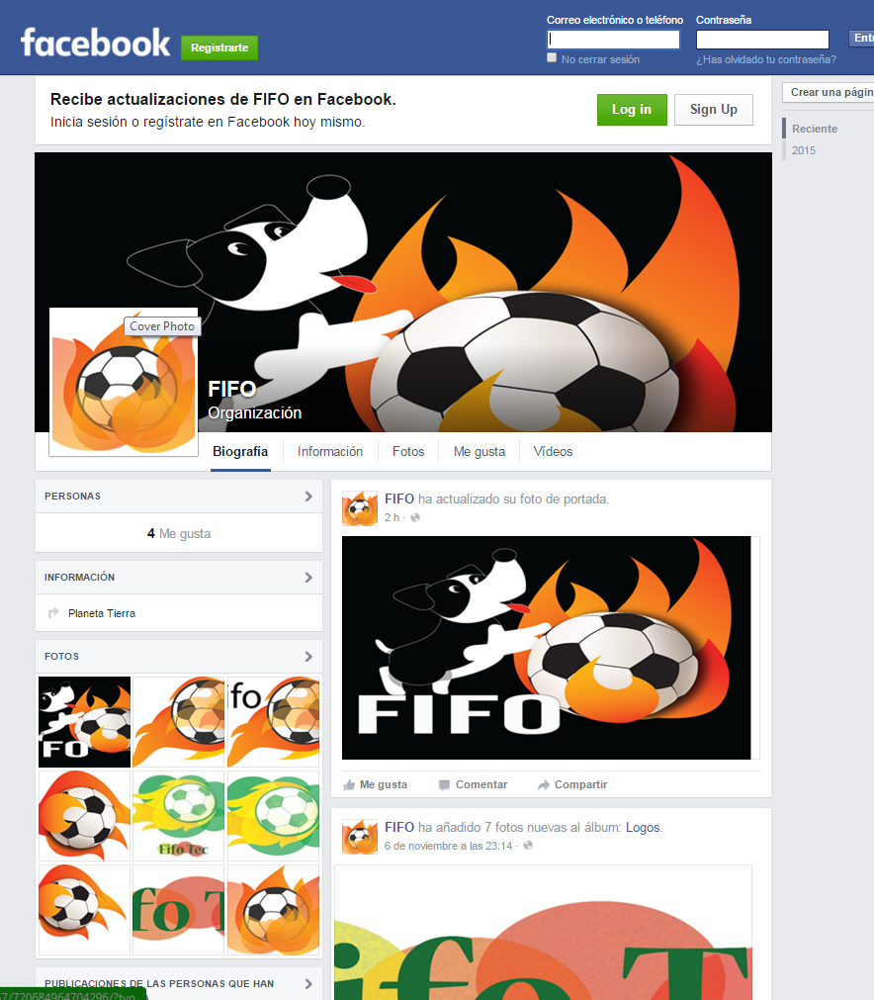 facebook
Registrarte
Correo electrónico o teléfono
Contraseña
No cerrar sesión
¿Has olvidado tu contraseña?
Entr
Recibe actualizaciones de FIFO en Facebook.
Inicia sesión o regístrate en Facebook hoy mismo.
Log in
Sign Up
Crear una págin
Reciente
2015
Cover Photo
FIFO
Organización
Biografía
Información
Fotos
Me gusta
Vídeos
PERSONAS
4 Me gusta
INFORMACIÓN
Planeta Tierra
FOTOS
FO
fo
Fifo Tec
fo T
PUBLICACIONES DE LAS PERSONAS QUE HAN
FIFO ha actualizado su foto de portada.
2 h ·
FIFO
Me gusta
Comentar
Compartir
FIFO ha añadido 7 fotos nuevas al álbum: Logos.
6 de noviembre a las 23:14 ·
ifo T